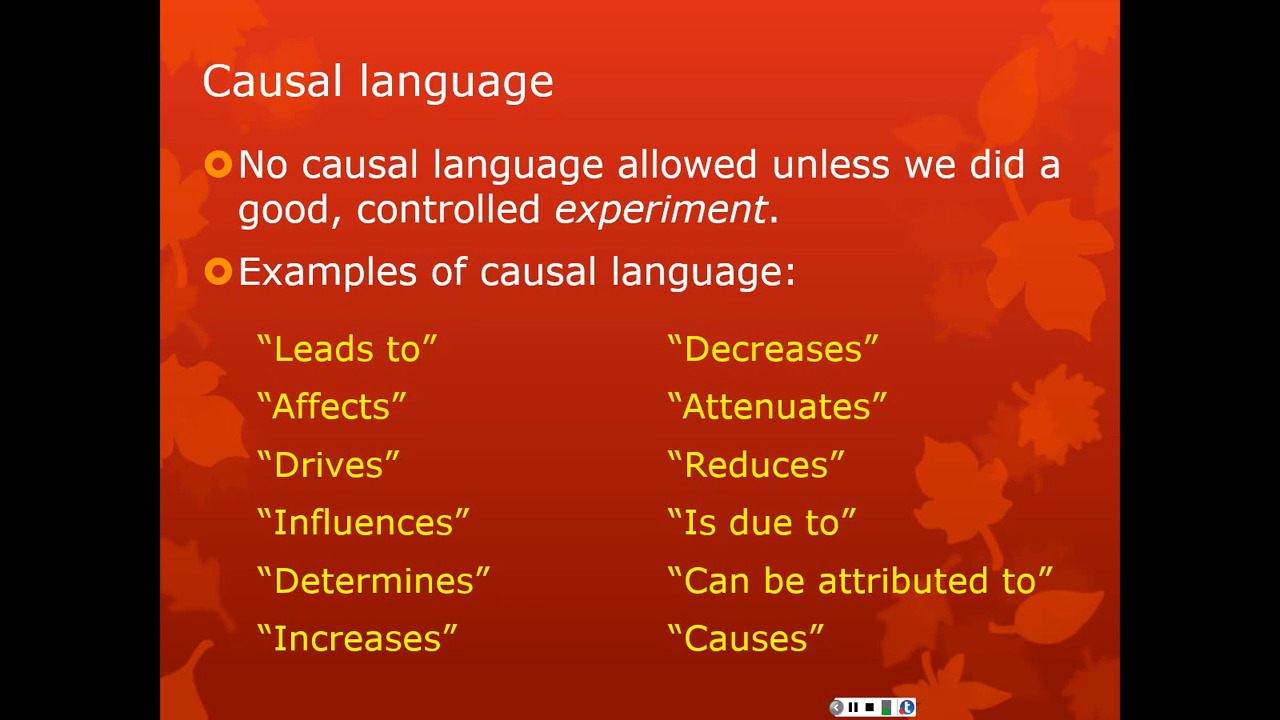 Causal language
No causal language allowed unless we did a
good, controlled experiment.
Examples of causal language:
“Leads to”
“Affects”
“Drives”
“Influences”
“Determines”
“Increases”
“Decreases”
“Attenuates”
“Reduces”
“Is due to”
“Can be attributed to”
“Causes”